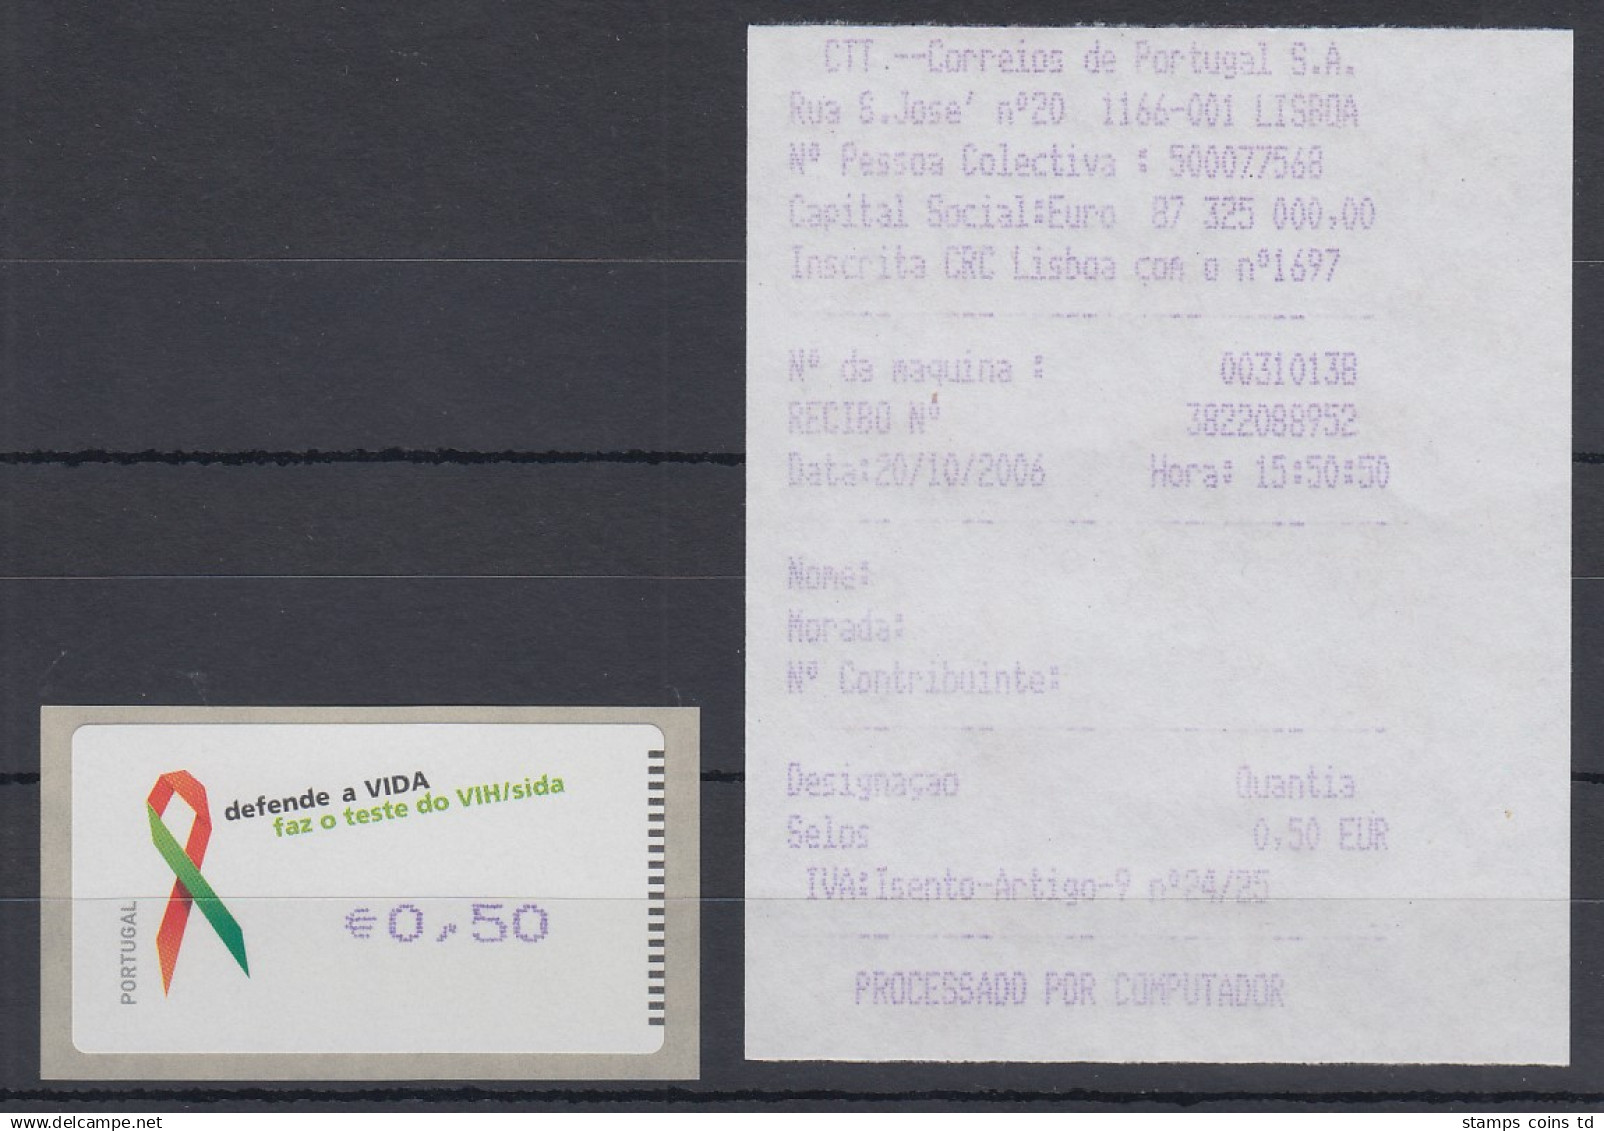 CTT.--Correios de Portugal S.A.
Rua S.Jose' nº20 1166-001 LISBOA
Nº Pessoa Colectiva : 500077568
Capital Social:Euro 87 325 000,00
Inscrita CRC Lisboa com o nº1697
Nº da maquina : 00310138
RECIBO Nº 3822088952
Data:20/10/2006 Hora: 15:50:50
Nome:
Morada:
Nº Contribuinte:
Designaçao Quantia
Selos 0,50 EUR
IVA:Isento-Artigo-9 nº24/25
PROCESSADO POR COMPUTADOR
defende a VIDA
faz o teste do VIH/sida
€0,50
PORTUGAL
stamps coins td